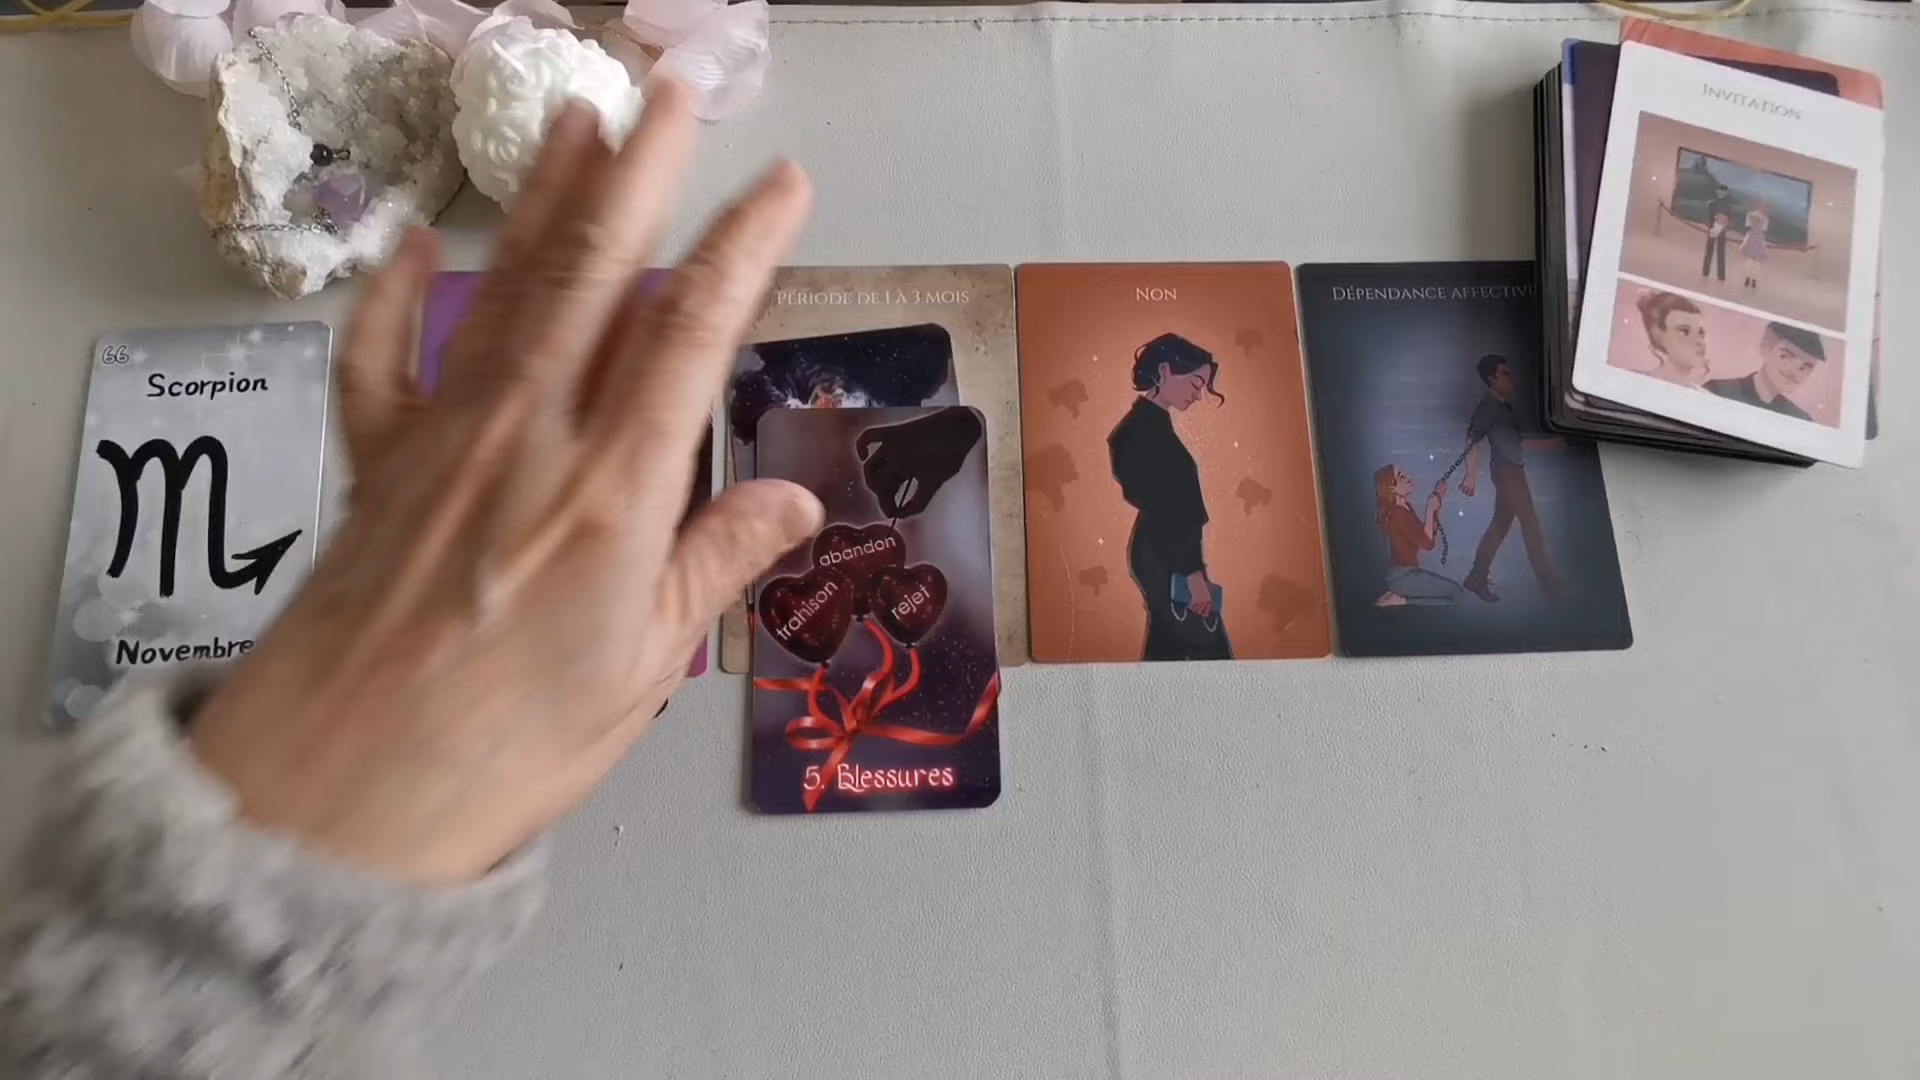 66
Scorpion
Novembre
PÉRIODE DE 1 À 3 MOIS
abandon
trahison
rejet
5. Blessures
NON
DÉPENDANCE AFFECTIV
INVITATION